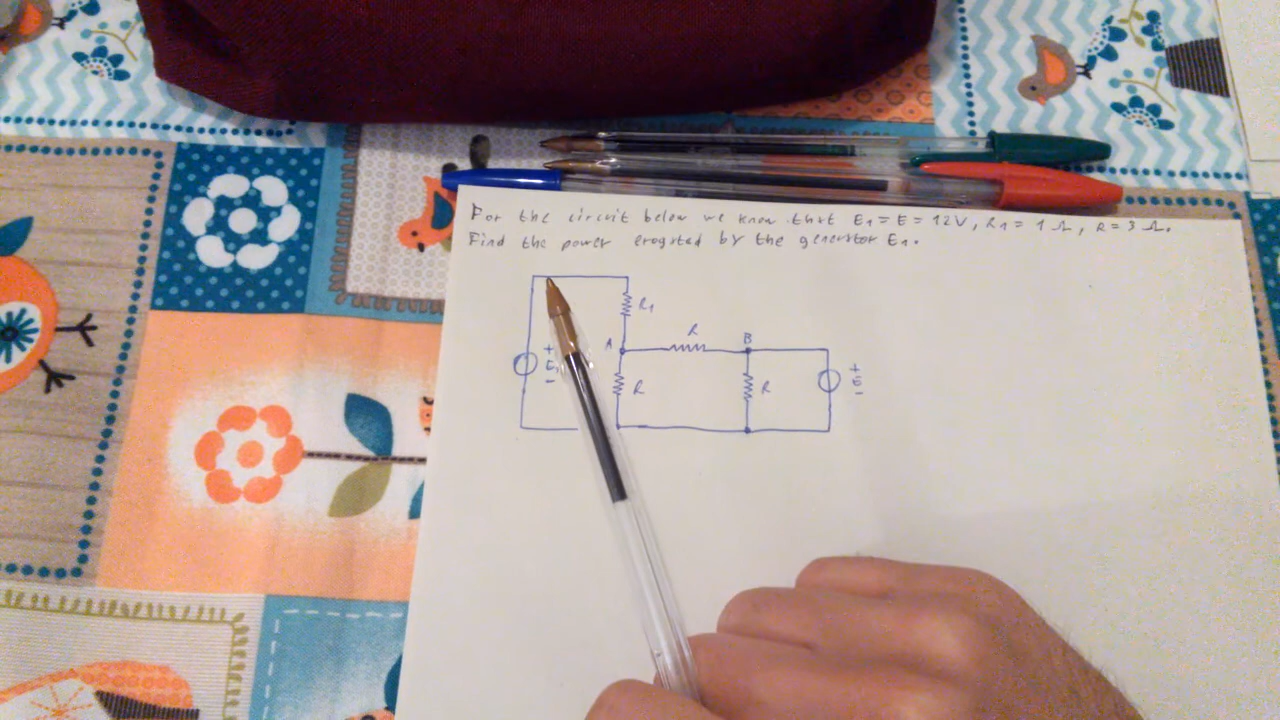 For the circuit below we know that E1 = E = 12V, R1 = 1 Ω, R = 3 Ω.
Find the power erogated by the generator E1.
R1
R
A
B
+
E1
-
R
R
+
E
-